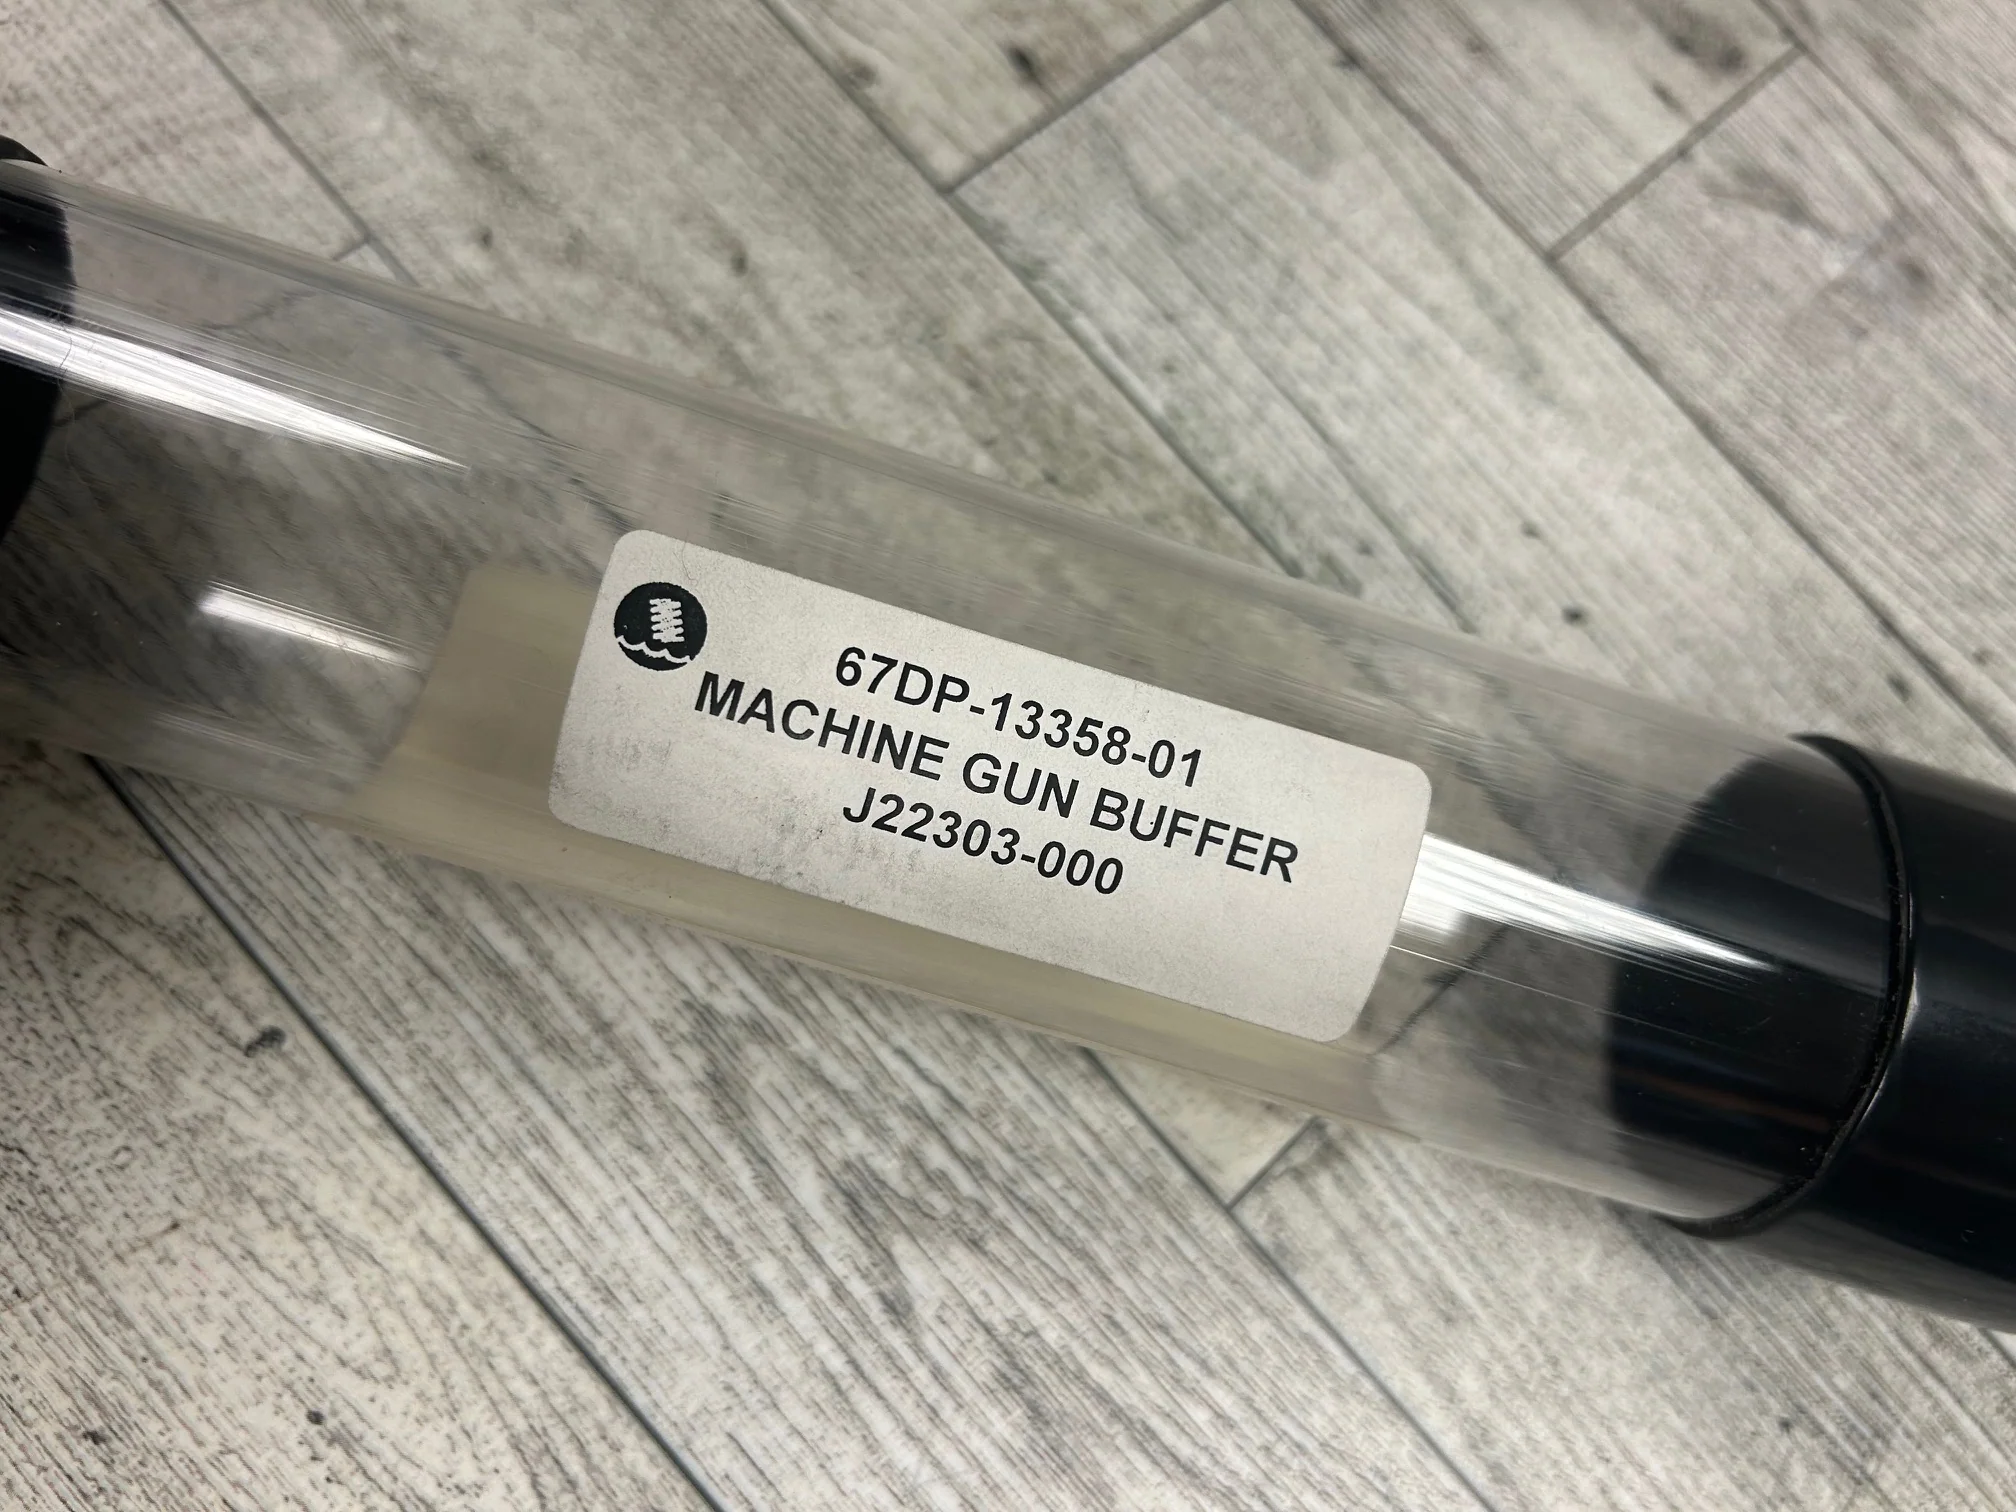 67DP-13358-01
MACHINE GUN BUFFER
J22303-000